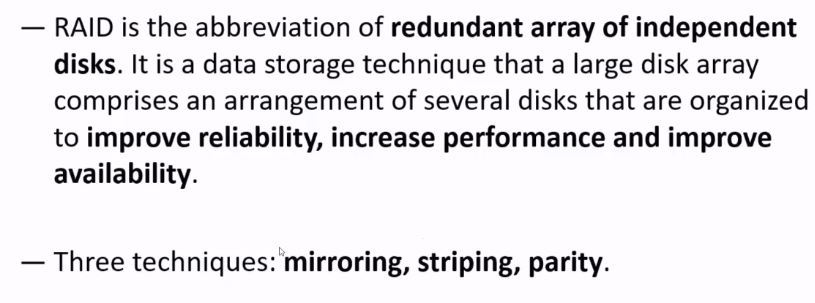 — RAID is the abbreviation of redundant array of independent
disks. It is a data storage technique that a large disk array
comprises an arrangement of several disks that are organized
to improve reliability, increase performance and improve
availability.
— Three techniques: mirroring, striping, parity.